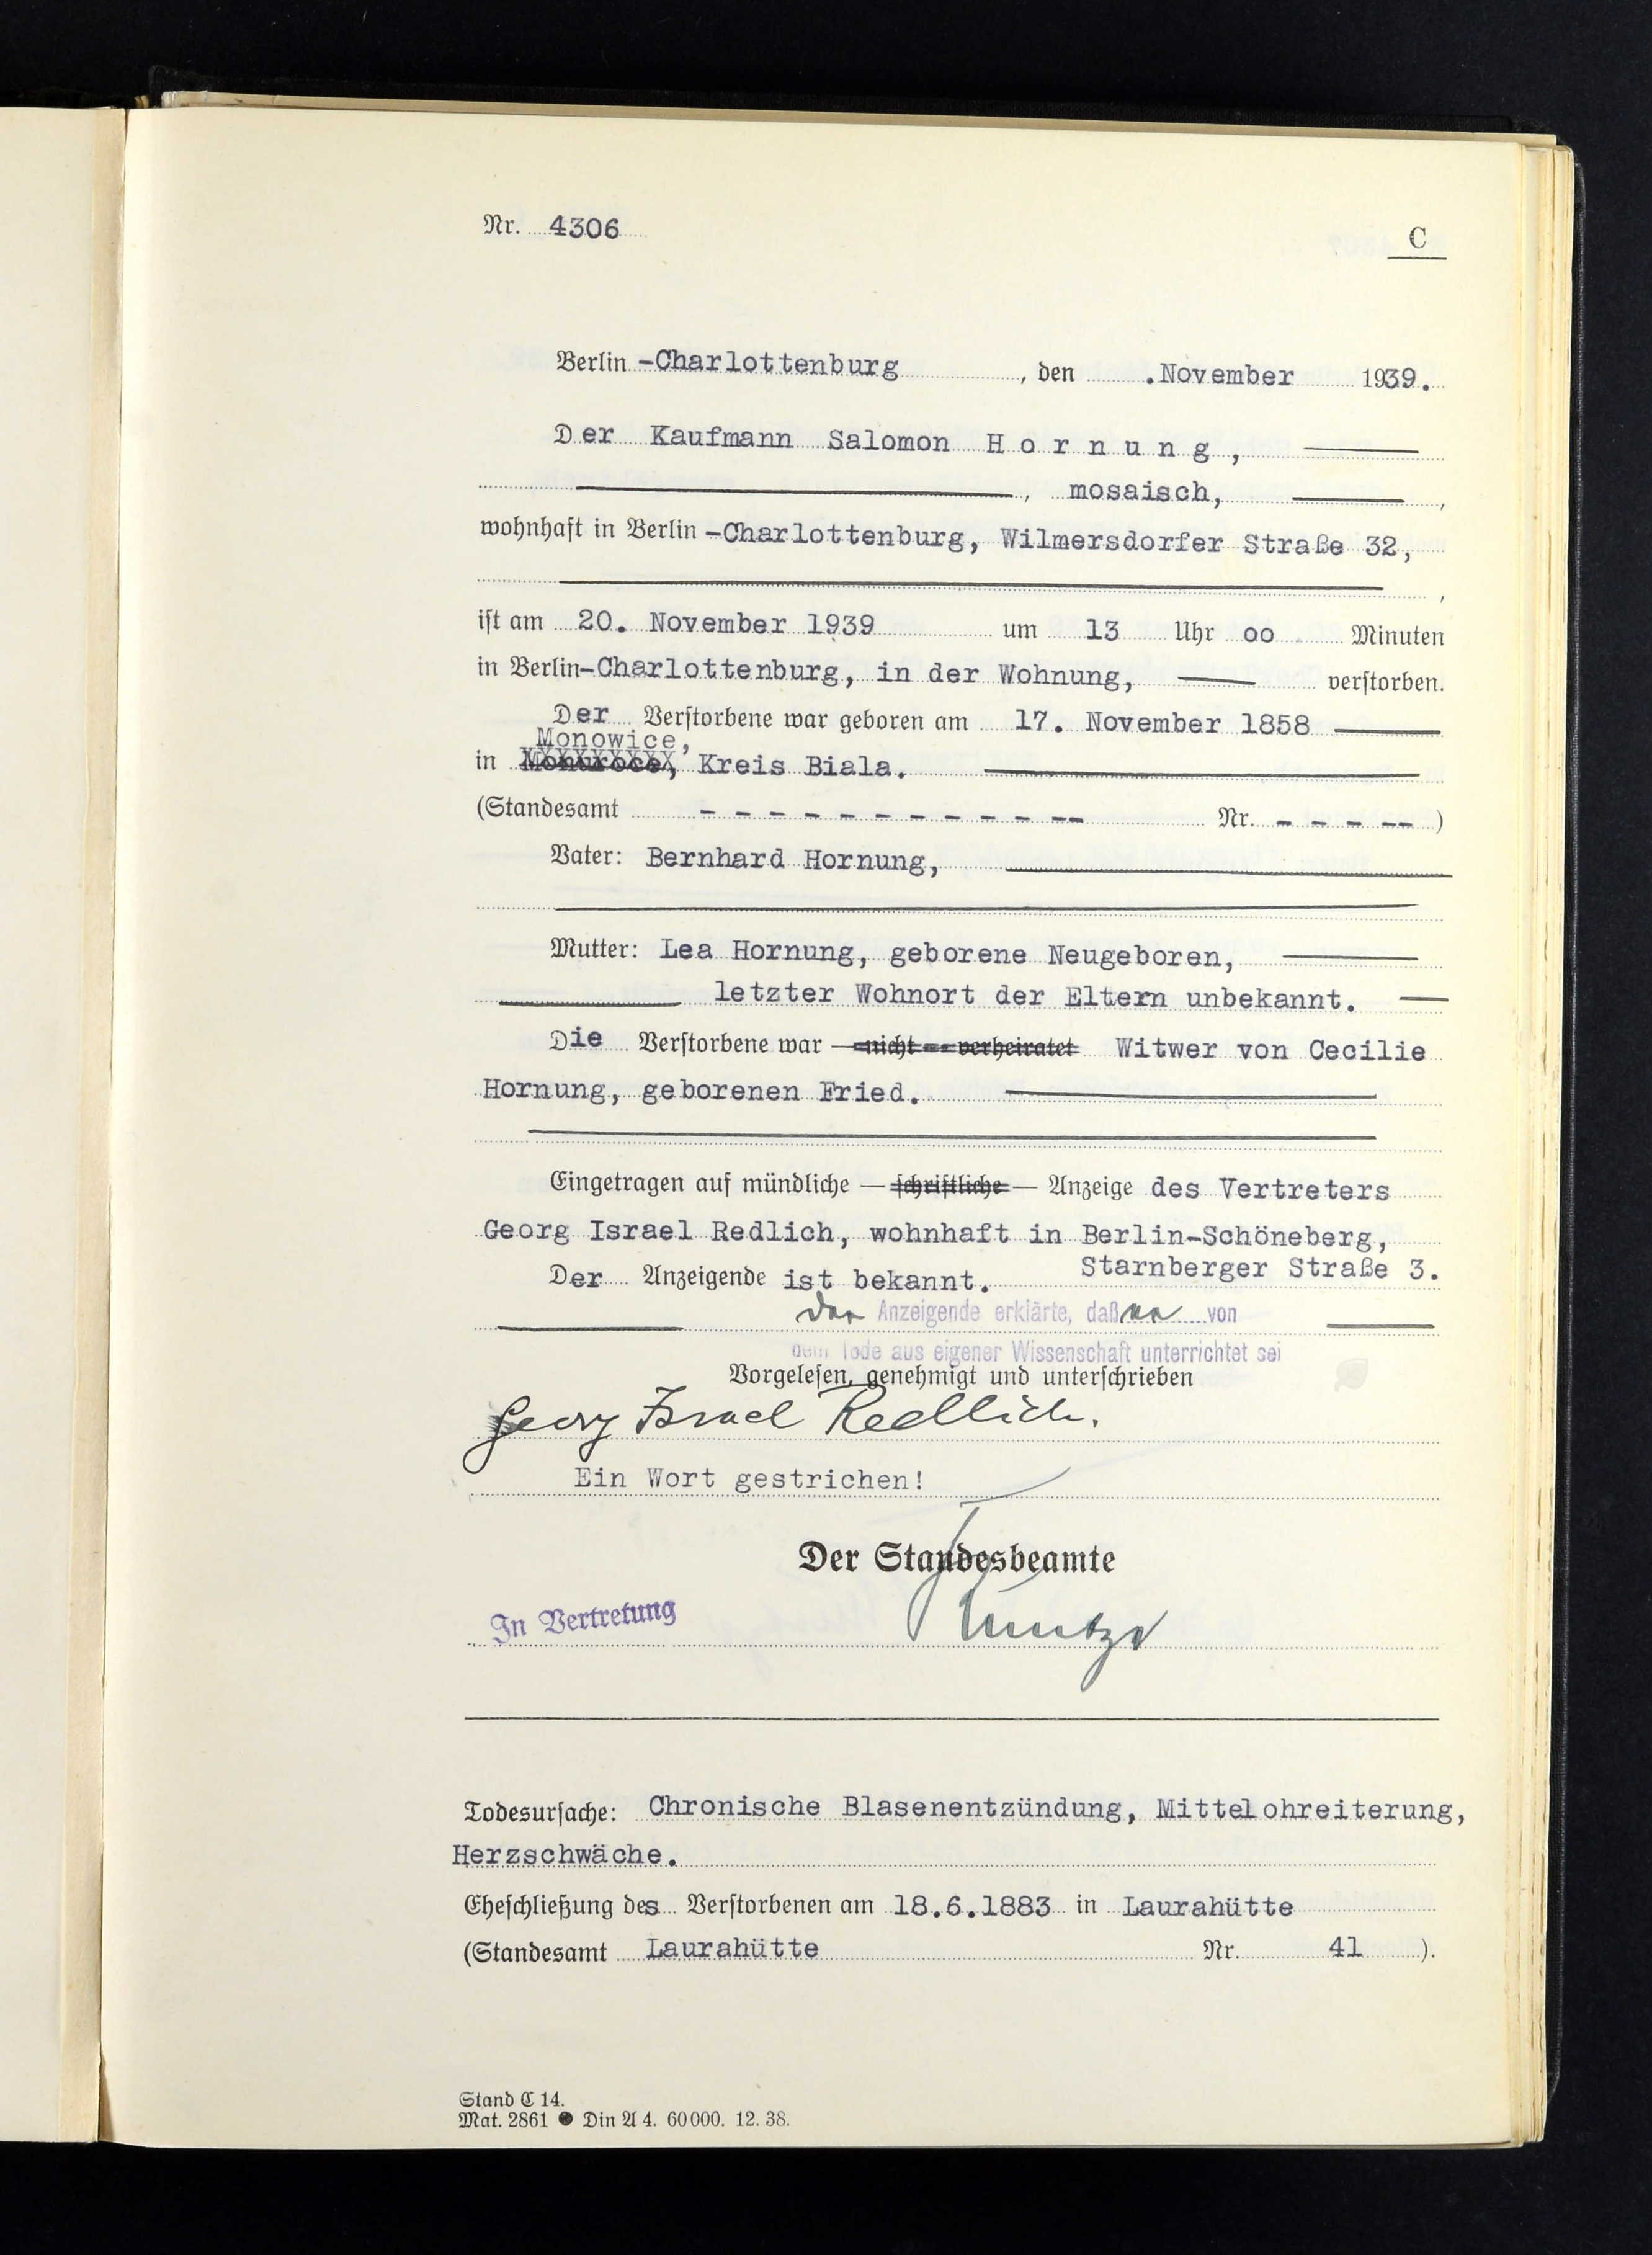 Nr. 4306
C
Berlin -Charlottenburg, den .November 1939.
Der Kaufmann Salomon H o r n u n g ,
, mosaisch, ,
wohnhaft in Berlin -Charlottenburg, Wilmersdorfer Straße 32,
,
ist am 20. November 1939 um 13 Uhr oo Minuten
in Berlin-Charlottenburg, in der Wohnung, verstorben.
Der Verstorbene war geboren am 17. November 1858
Monowice,
in Kreis Biala.
(Standesamt - - - - - - - - - - -- Nr. - - - -- )
Vater: Bernhard Hornung,
Mutter: Lea Hornung, geborene Neugeboren,
letzter Wohnort der Eltern unbekannt.
Die Verstorbene war — nicht — verheiratet Witwer von Cecilie
Hornung, geborenen Fried.
Eingetragen auf mündliche — schriftliche — Anzeige des Vertreters
Georg Israel Redlich, wohnhaft in Berlin-Schöneberg,
Starnberger Straße 3.
Der Anzeigende ist bekannt.
Der Anzeigende erklärte, daß er von
dem Tode aus eigener Wissenschaft unterrichtet sei
Vorgelesen, genehmigt und unterschrieben
Georg Israel Redlich.
Ein Wort gestrichen!
Der Standesbeamte
In Vertretung
Todesursache: Chronische Blasenentzündung, Mittelohreiterung,
Herzschwäche.
Eheschließung des Verstorbenen am 18.6.1883 in Laurahütte
(Standesamt Laurahütte Nr. 41 ).
Stand C 14.
Mat. 2861 ● Din A 4. 60000. 12. 38.